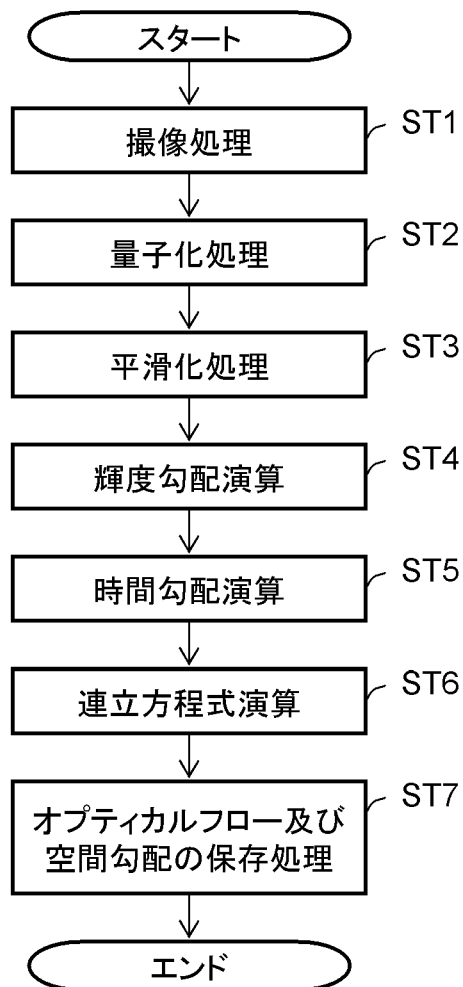 スタート
撮像処理
ST1
量子化処理
ST2
平滑化処理
ST3
輝度勾配演算
ST4
時間勾配演算
ST5
連立方程式演算
ST6
オプティカルフロー及び
空間勾配の保存処理
ST7
エンド